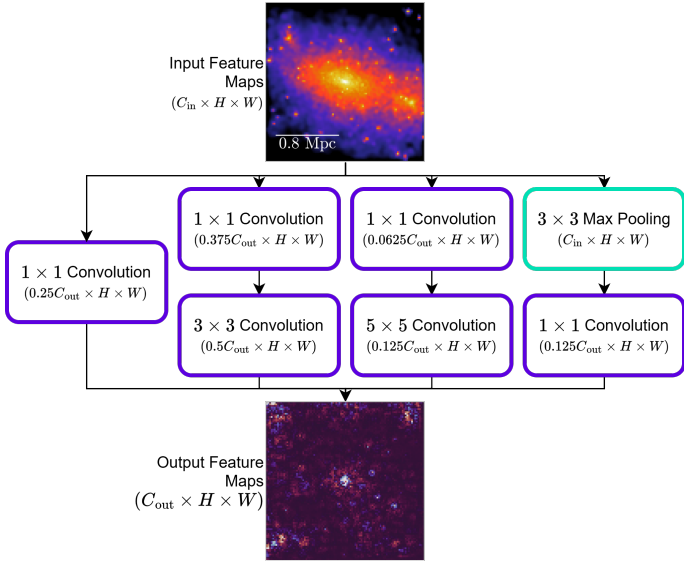 Input Feature
Maps
(C_in × H × W)
0.8 Mpc
1 × 1 Convolution
(0.25C_out × H × W)
1 × 1 Convolution
(0.375C_out × H × W)
3 × 3 Convolution
(0.5C_out × H × W)
1 × 1 Convolution
(0.0625C_out × H × W)
5 × 5 Convolution
(0.125C_out × H × W)
3 × 3 Max Pooling
(C_in × H × W)
1 × 1 Convolution
(0.125C_out × H × W)
Output Feature
Maps
(C_out × H × W)